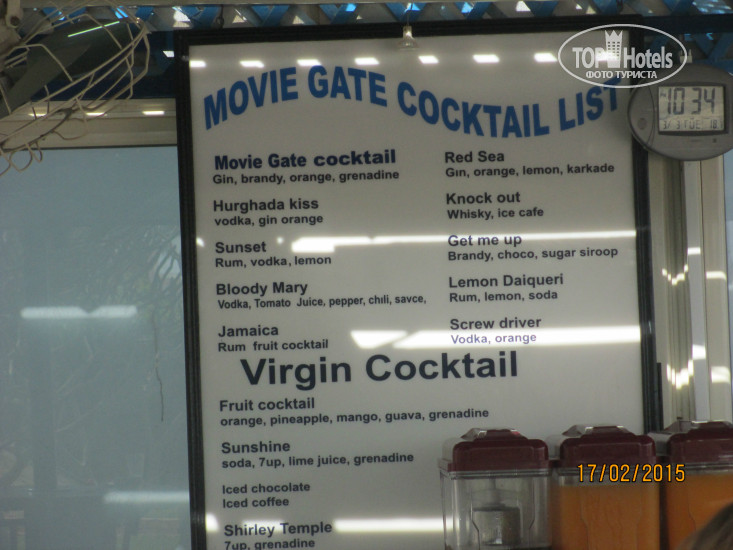 TOPHotels
ФОТО ТУРИСТА
MOVIE GATE COCKTAIL LIST
10 34
Movie Gate cocktail
Gin, brandy, orange, grenadine
Hurghada kiss
vodka, gin orange
Sunset
Rum, vodka, lemon
Bloody Mary
Vodka, Tomato Juice, pepper, chili, savce,
Jamaica
Rum fruit cocktail
Red Sea
Gin, orange, lemon, karkade
Knock out
Whisky, ice cafe
Get me up
Brandy, choco, sugar siroop
Lemon Daiqueri
Rum, lemon, soda
Screw driver
Vodka, orange
Virgin Cocktail
Fruit cocktail
orange, pineapple, mango, guava, grenadine
Sunshine
soda, 7up, lime juice, grenadine
Iced chocolate
Iced coffee
Shirley Temple
7up, grenadine
17/02/2015